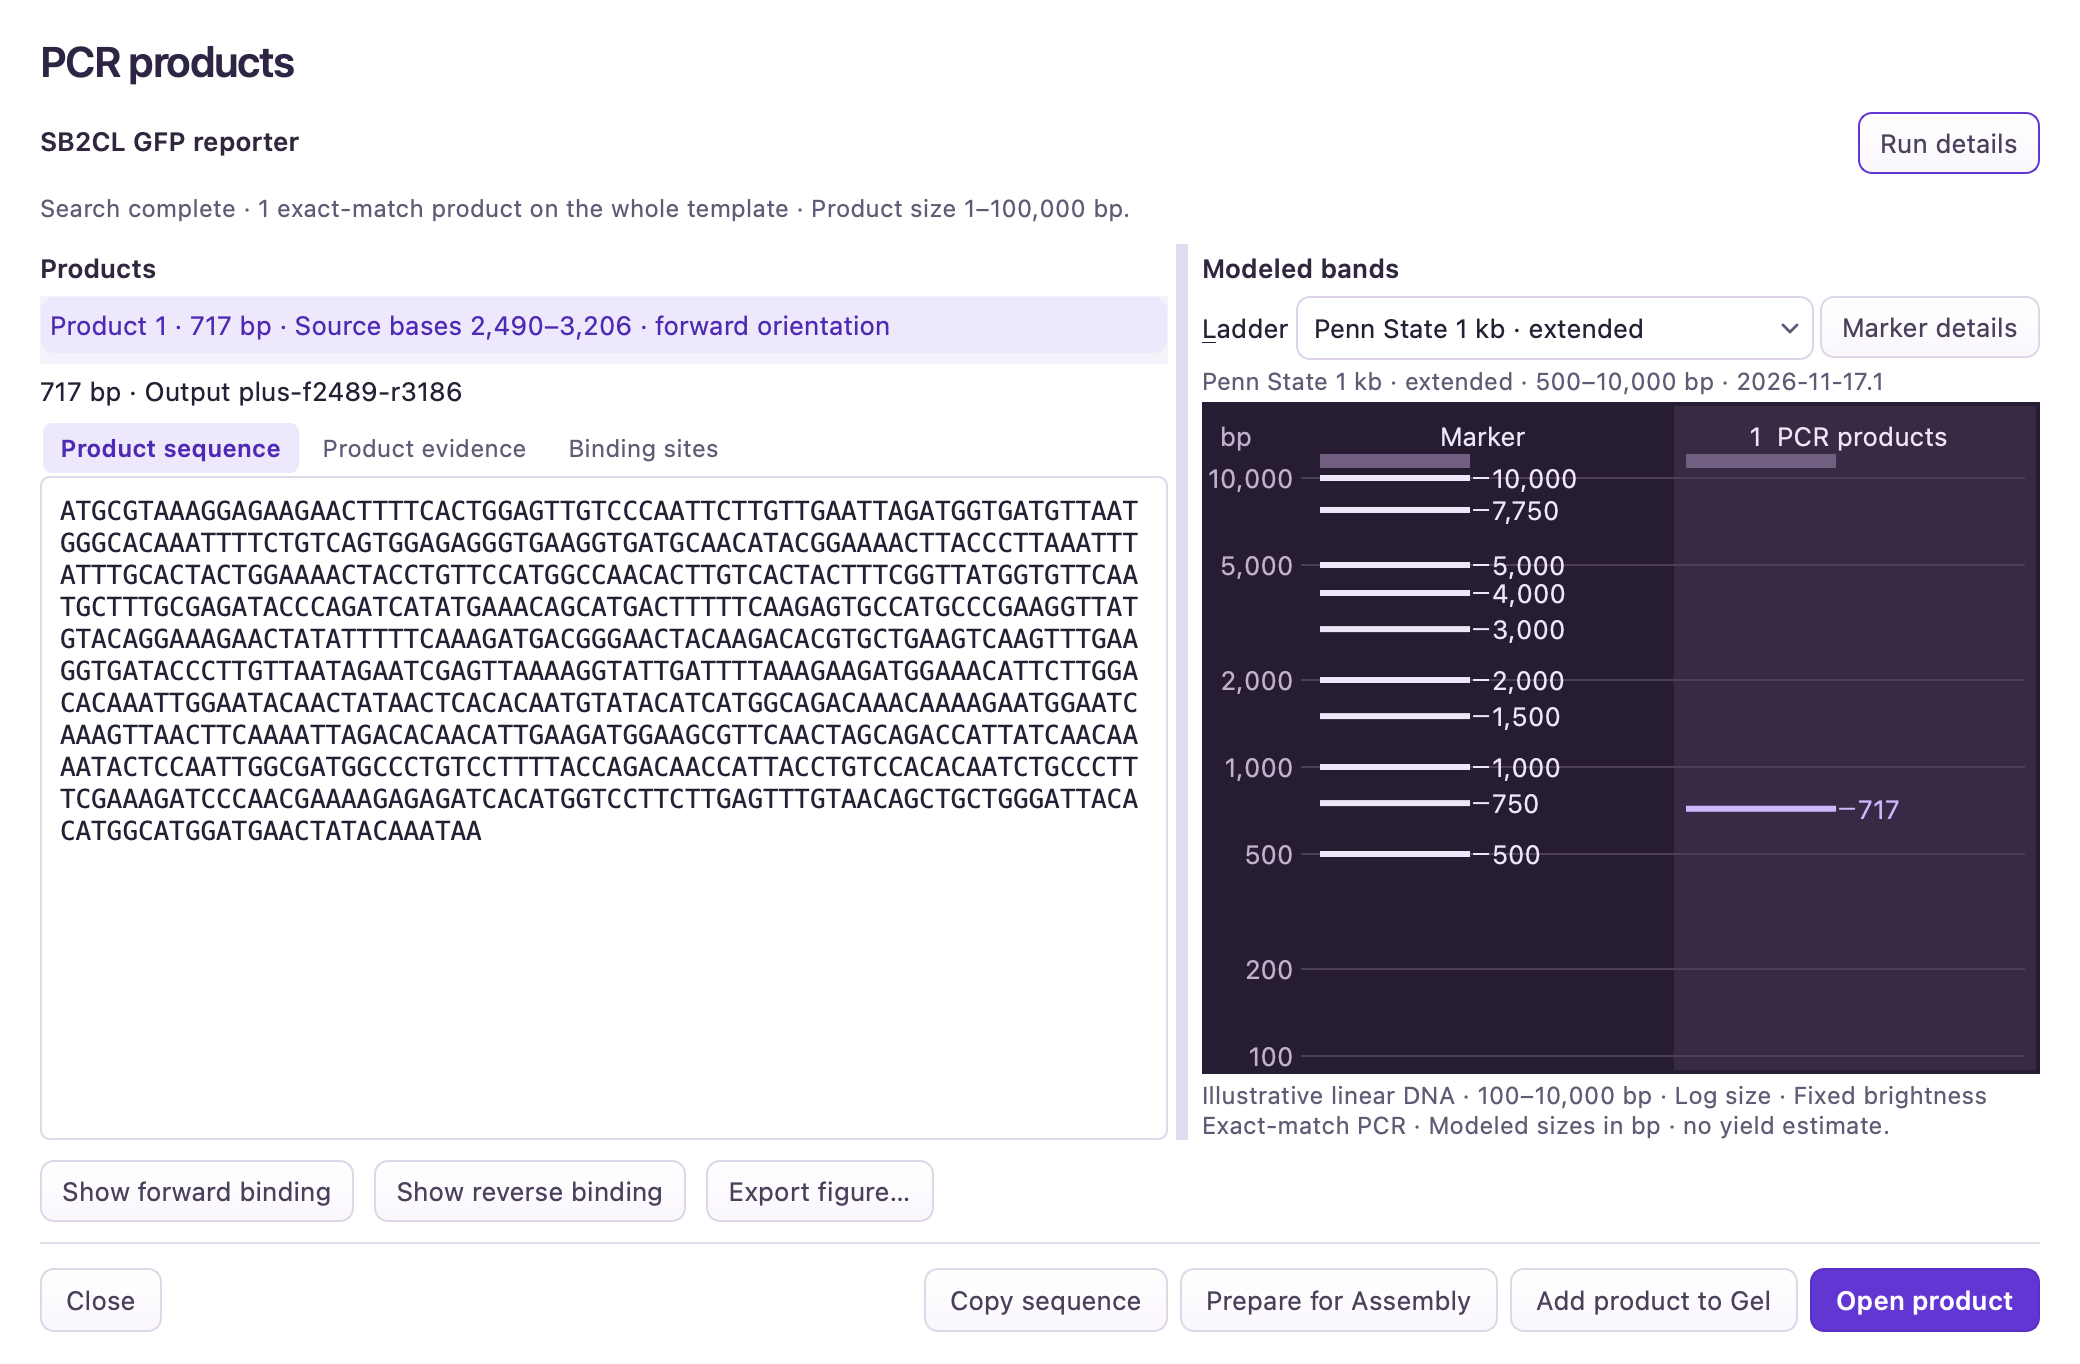 PCR products
SB2CL GFP reporter
Run details
Search complete · 1 exact-match product on the whole template · Product size 1–100,000 bp.
Products
Product 1 · 717 bp · Source bases 2,490–3,206 · forward orientation
717 bp · Output plus-f2489-r3186
Product sequence
Product evidence
Binding sites
ATGCGTAAAGGAGAAGAACTTTTCACTGGAGTTGTCCCAATTCTTGTTGAATTAGATGGTGATGTTAAT
GGGCACAAATTTTCTGTCAGTGGAGAGGGTGAAGGTGATGCAACATACGGAAAACTTACCCTTAAATTT
ATTTGCACTACTGGAAAACTACCTGTTCCATGGCCAACACTTGTCACTACTTTCGGTTATGGTGTTCAA
TGCTTTGCGAGATACCCAGATCATATGAAACAGCATGACTTTTTCAAGAGTGCCATGCCCGAAGGTTAT
GTACAGGAAAGAACTATATTTTTCAAAGATGACGGGAACTACAAGACACGTGCTGAAGTCAAGTTTGAA
GGTGATACCCTTGTTAATAGAATCGAGTTAAAAGGTATTGATTTTAAAGAAGATGGAAACATTCTTGGA
CACAAATTGGAATACAACTATAACTCACACAATGTATACATCATGGCAGACAAACAAAAGAATGGAATC
AAAGTTAACTTCAAAATTAGACACAACATTGAAGATGGAAGCGTTCAACTAGCAGACCATTATCAACAA
AATACTCCAATTGGCGATGGCCCTGTCCTTTTACCAGACAACCATTACCTGTCCACACAATCTGCCCTT
TCGAAAGATCCCAACGAAAAGAGAGATCACATGGTCCTTCTTGAGTTTGTAACAGCTGCTGGGATTACA
CATGGCATGGATGAACTATACAAATAA
Modeled bands
Ladder
Penn State 1 kb · extended
Marker details
Penn State 1 kb · extended · 500–10,000 bp · 2026-11-17.1
bp
Marker
1 PCR products
10,000
10,000
7,750
5,000
5,000
4,000
3,000
2,000
2,000
1,500
1,000
1,000
750
717
500
500
200
100
Illustrative linear DNA · 100–10,000 bp · Log size · Fixed brightness
Exact-match PCR · Modeled sizes in bp · no yield estimate.
Show forward binding
Show reverse binding
Export figure...
Close
Copy sequence
Prepare for Assembly
Add product to Gel
Open product